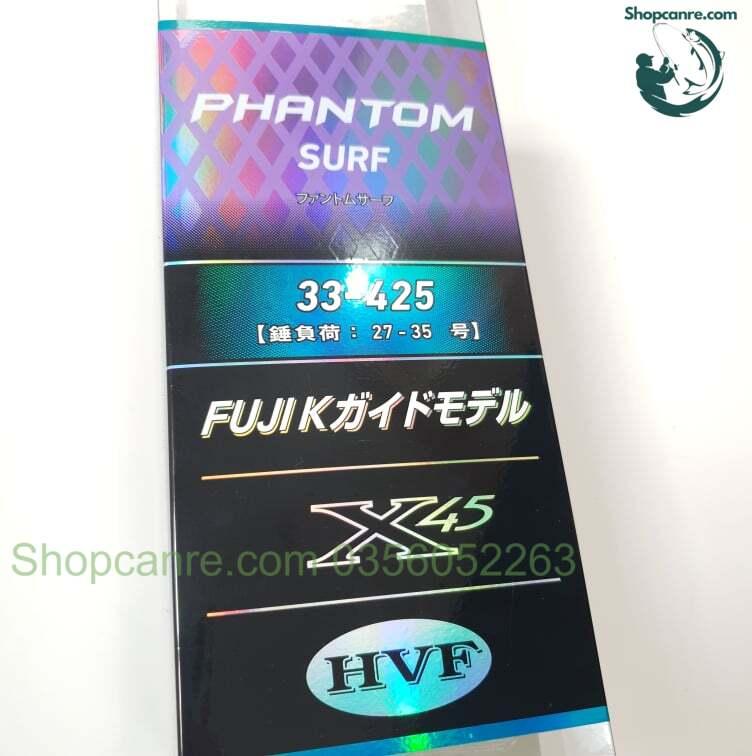 Shopcanre.com
PHANTOM
SURF
ファントムサーフ
33-425
【錘負荷：27-35 号】
FUJI Kガイドモデル
X45
Shopcanre.com 0356052263
HVF